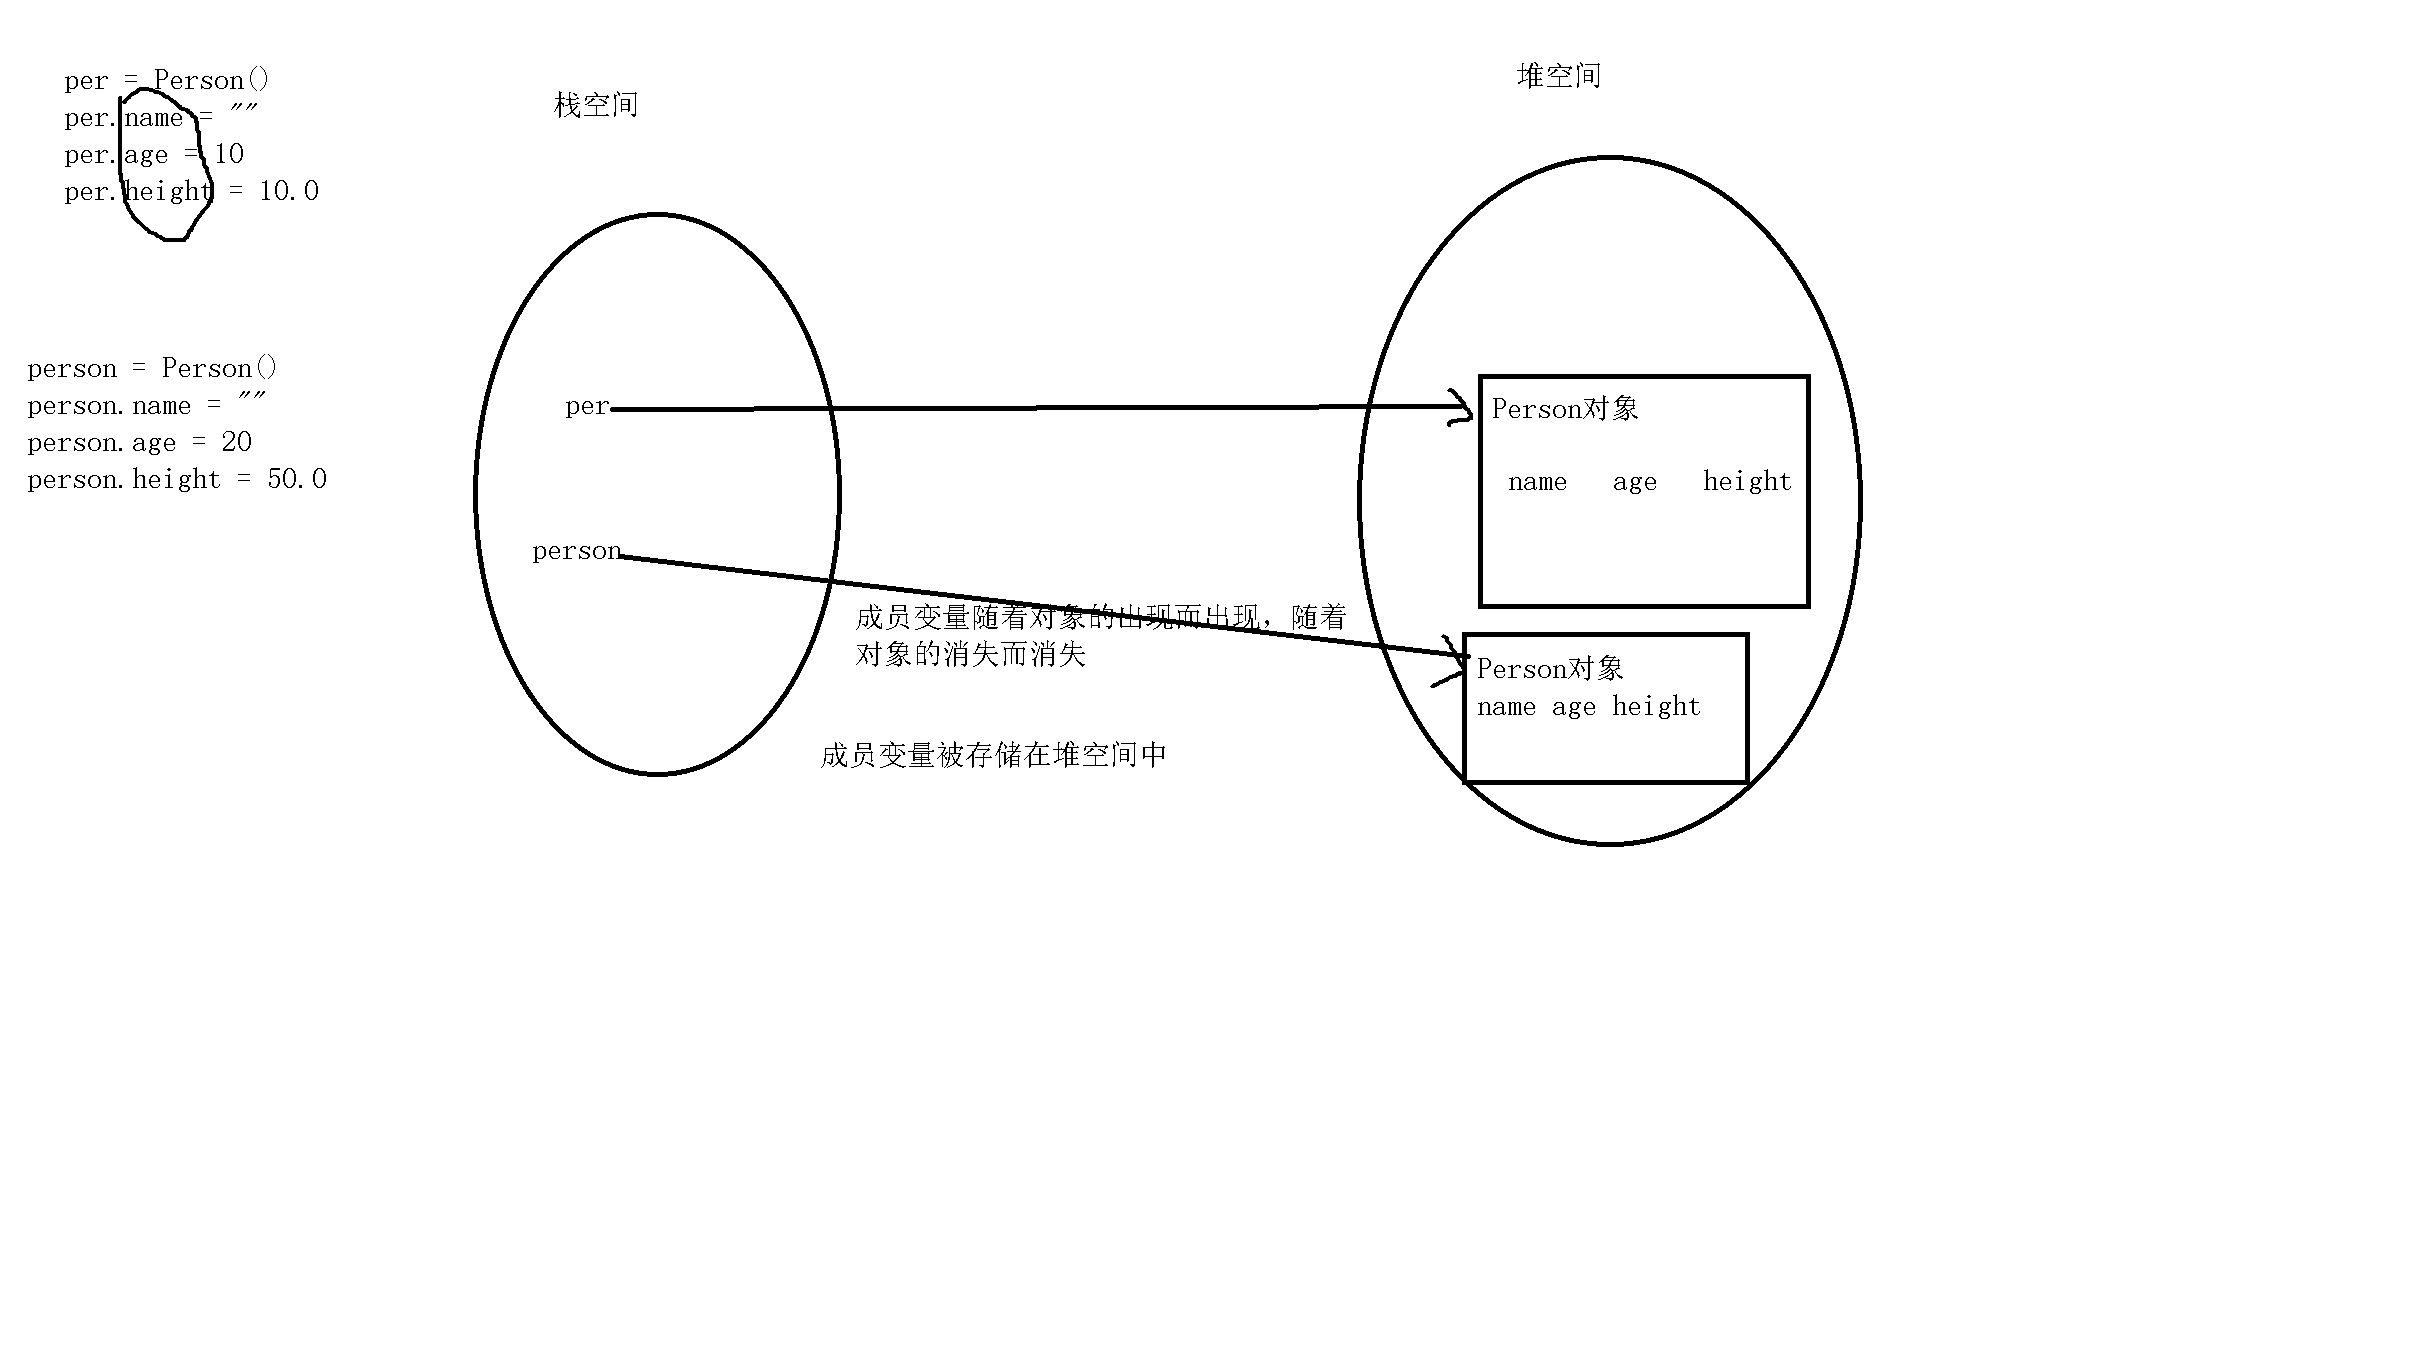 per = Person()
per.name = ""
per.age = 10
per.height = 10.0
person = Person()
person.name = ""
person.age = 20
person.height = 50.0
栈空间
per
person
成员变量随着对象的出现而出现，随着
对象的消失而消失
成员变量被存储在堆空间中
堆空间
Person对象
name age height
Person对象
name age height